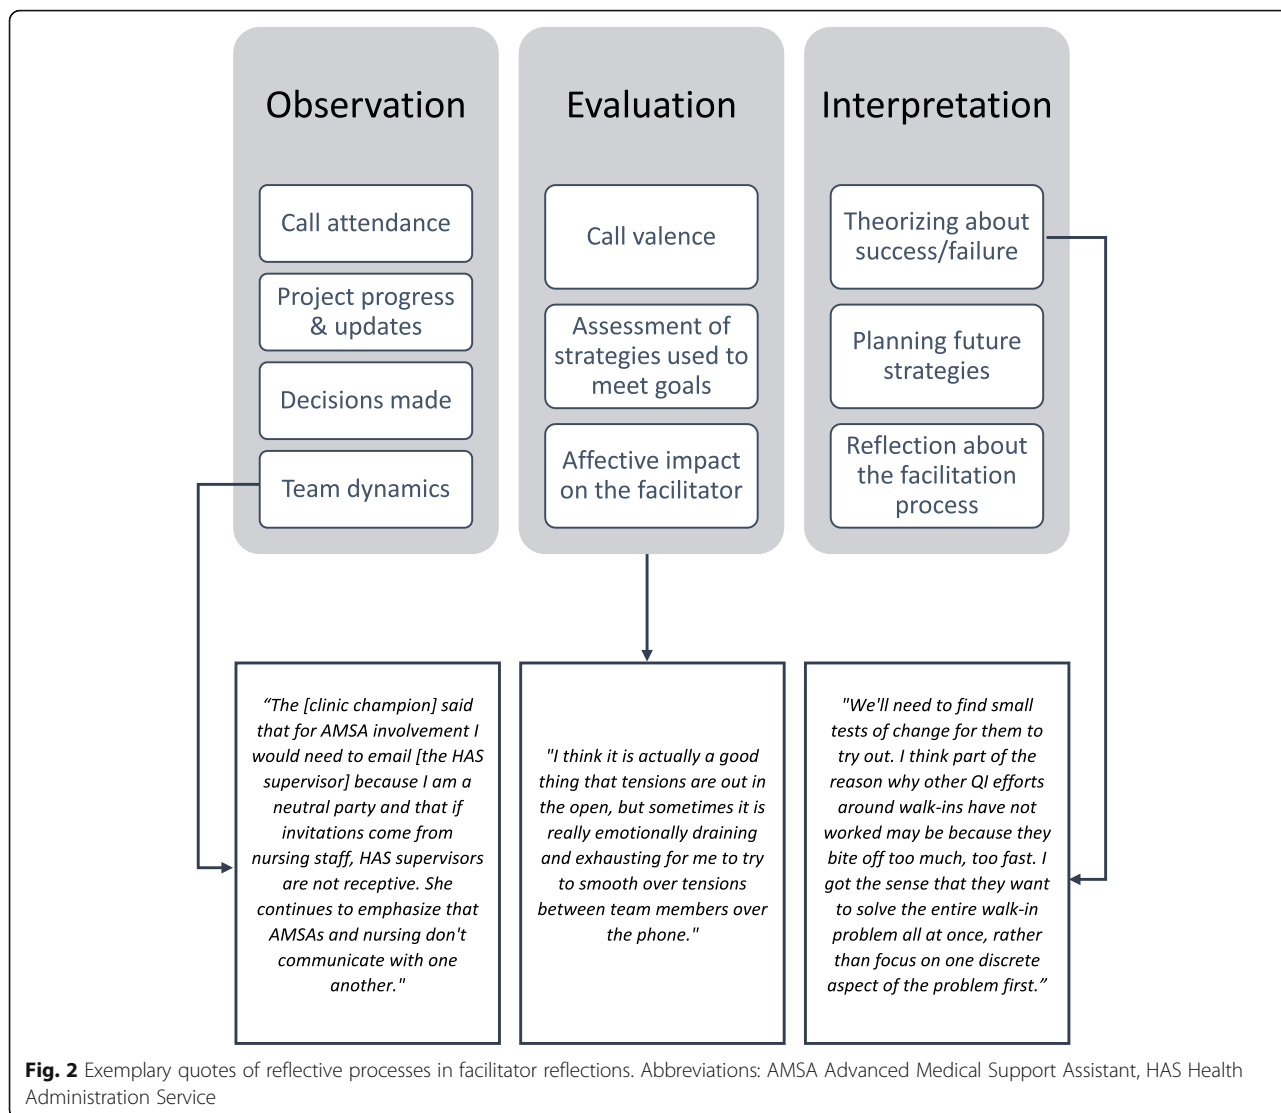 Observation
Call attendance
Project progress
& updates
Decisions made
Team dynamics
Evaluation
Call valence
Assessment of
strategies used to
meet goals
Affective impact
on the facilitator
Interpretation
Theorizing about
success/failure
Planning future
strategies
Reflection about
the facilitation
process
“The [clinic champion] said
that for AMSA involvement I
would need to email [the HAS
supervisor] because I am a
neutral party and that if
invitations come from
nursing staff, HAS supervisors
are not receptive. She
continues to emphasize that
AMSAs and nursing don't
communicate with one
another."
"I think it is actually a good
thing that tensions are out in
the open, but sometimes it is
really emotionally draining
and exhausting for me to try
to smooth over tensions
between team members over
the phone."
"We'll need to find small
tests of change for them to
try out. I think part of the
reason why other QI efforts
around walk-ins have not
worked may be because they
bite off too much, too fast. I
got the sense that they want
to solve the entire walk-in
problem all at once, rather
than focus on one discrete
aspect of the problem first.”
Fig. 2 Exemplary quotes of reflective processes in facilitator reflections. Abbreviations: AMSA Advanced Medical Support Assistant, HAS Health
Administration Service